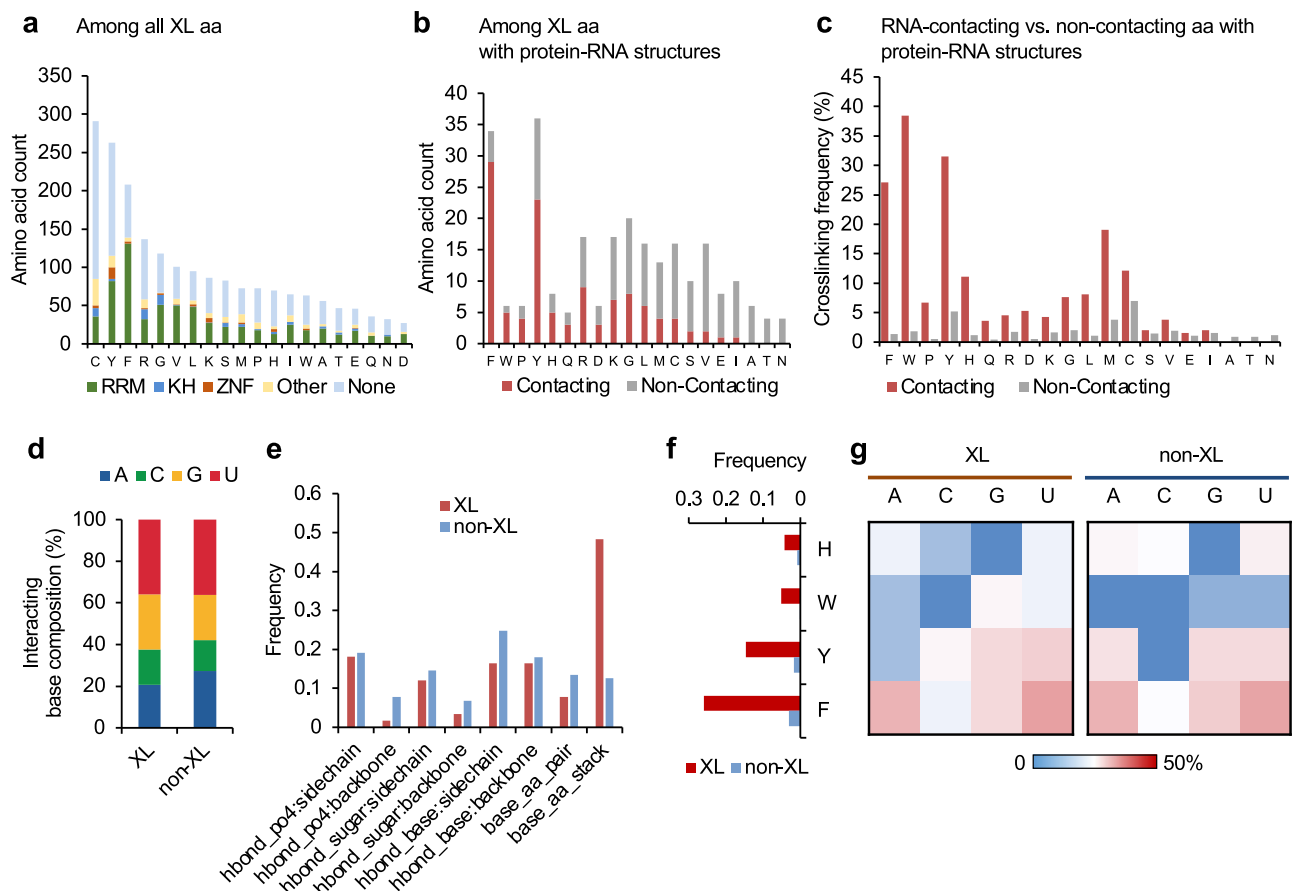 a Among all XL aa
Amino acid count
350
300
250
200
150
100
50
0
C Y F R G V L K S M P H I W A T E Q N D
RRM KH ZNF Other None
b Among XL aa
with protein-RNA structures
Amino acid count
40
35
30
25
20
15
10
5
0
F W P Y H Q R D K G L M C S V E I A T N
Contacting Non-Contacting
c RNA-contacting vs. non-contacting aa with
protein-RNA structures
Crosslinking frequency (%)
45
40
35
30
25
20
15
10
5
0
F W P Y H Q R D K G L M C S V E I A T N
Contacting Non-Contacting
d
A C G U
Interacting
base composition (%)
100
80
60
40
20
0
XL
non-XL
e
Frequency
0.6
0.5
0.4
0.3
0.2
0.1
0
XL
non-XL
hbond_po4:sidechain
hbond_po4:backbone
hbond_sugar:sidechain
hbond_sugar:backbone
hbond_base:sidechain
hbond_base:backbone
base_aa_pair
base_aa_stack
f
Frequency
0.3 0.1 0
H
W
Y
F
XL non-XL
g
XL non-XL
A C G U A C G U
0 50%